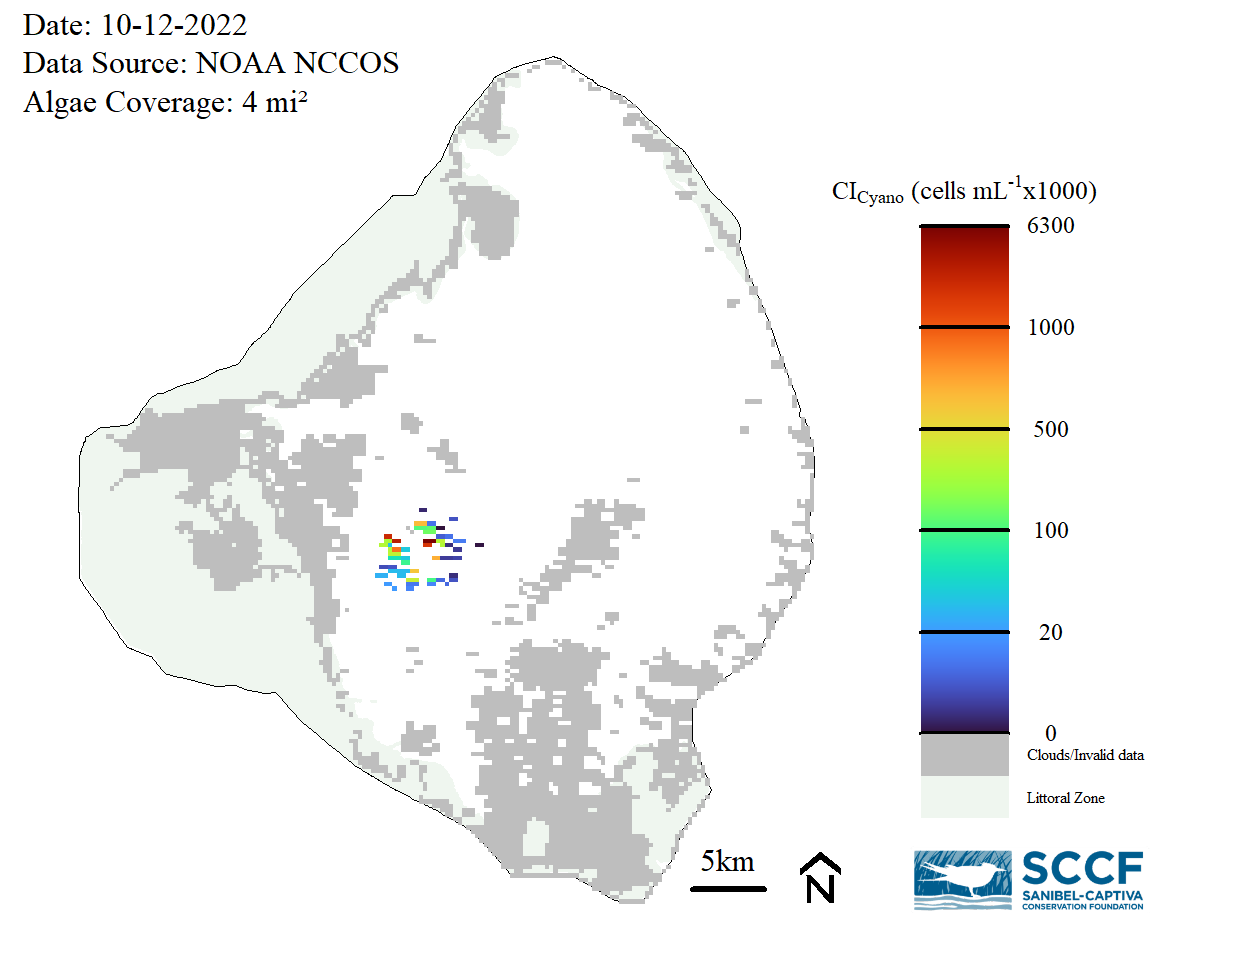 Date: 10-12-2022
Data Source: NOAA NCCOS
Algae Coverage: 4 mi²
CICyano (cells mL-1x1000)
6300
1000
500
100
20
0
Clouds/Invalid data
Littoral Zone
5km
N
SCCF
SANIBEL-CAPTIVA
CONSERVATION FOUNDATION